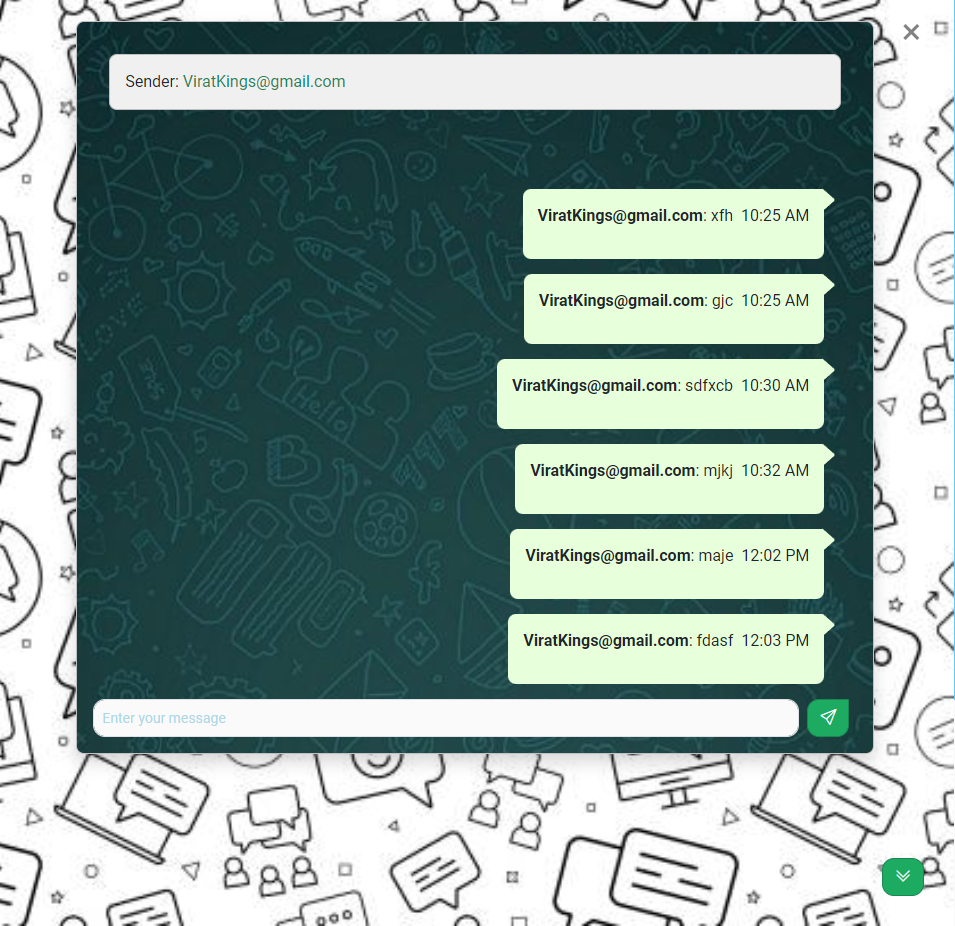 Sender: ViratKings@gmail.com
ViratKings@gmail.com: xfh 10:25 AM
ViratKings@gmail.com: gjc 10:25 AM
ViratKings@gmail.com: sdfxcb 10:30 AM
ViratKings@gmail.com: mjkj 10:32 AM
ViratKings@gmail.com: maje 12:02 PM
ViratKings@gmail.com: fdasf 12:03 PM
Hello
Enter your message